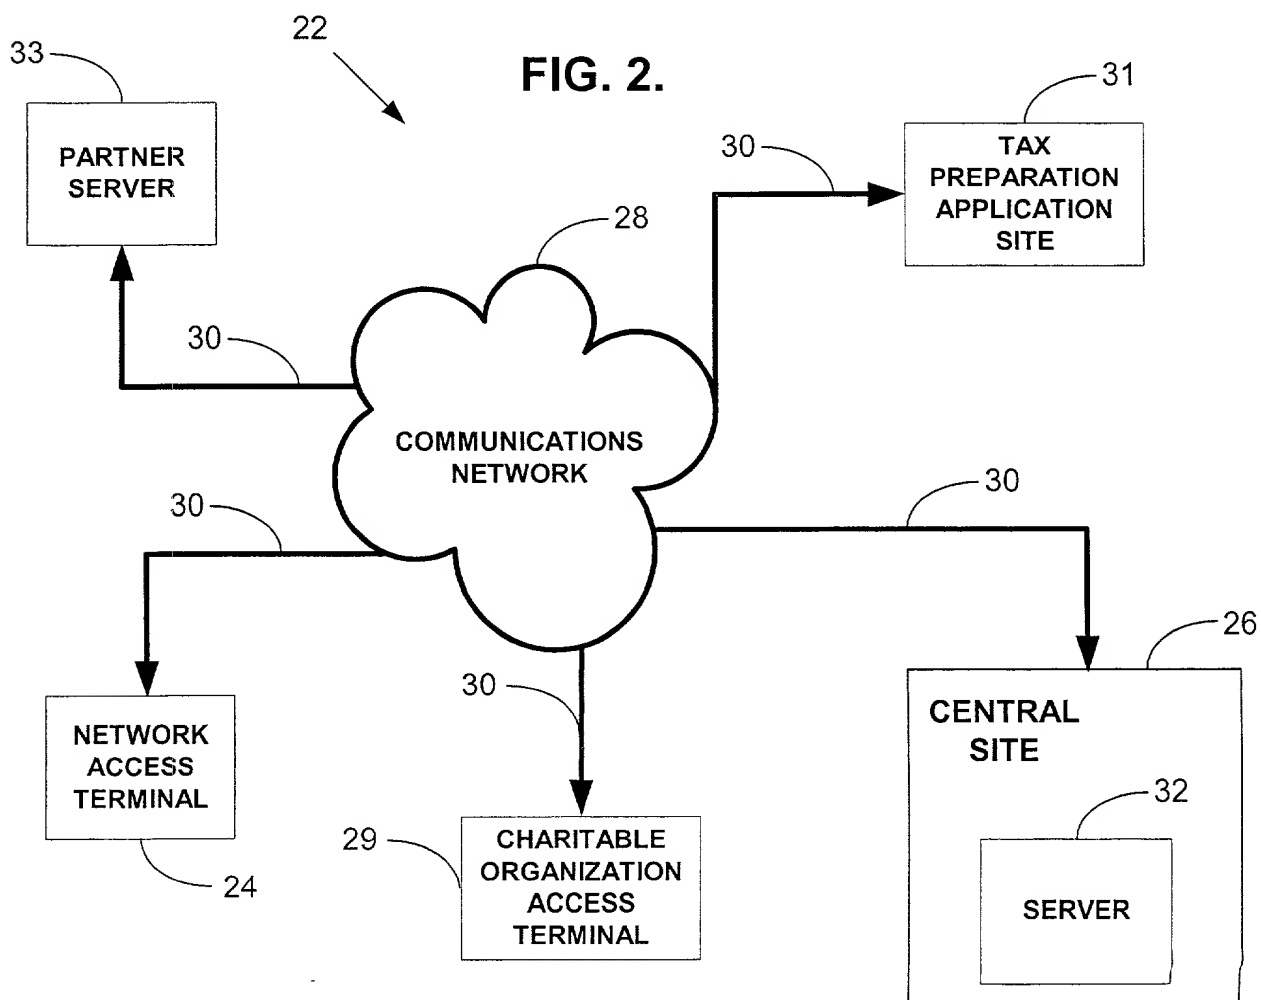 22
33
FIG. 2.
31
PARTNER
SERVER
30
TAX
PREPARATION
APPLICATION
SITE
28
30
COMMUNICATIONS
NETWORK
30
30
26
30
NETWORK
ACCESS
TERMINAL
CENTRAL
SITE
32
29
CHARITABLE
ORGANIZATION
ACCESS
TERMINAL
24
SERVER